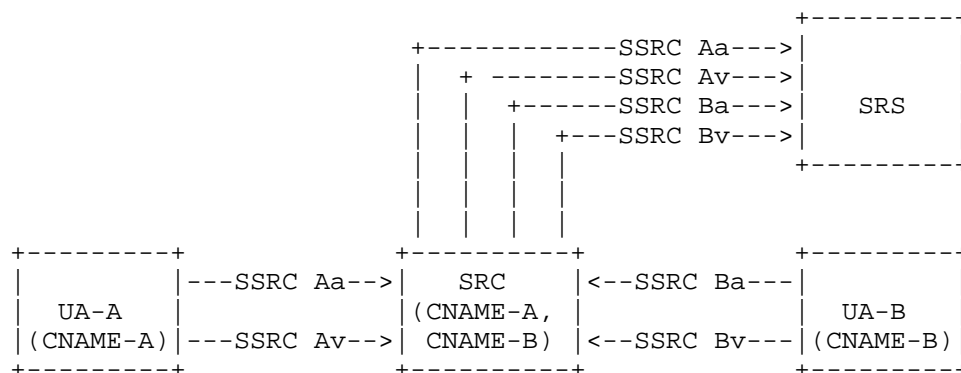 +----------
+------------SSRC Aa--->|
| + --------SSRC Av--->|
| | +------SSRC Ba--->| SRS
| | | +---SSRC Bv--->|
| | | | +----------
| | | |
| | | |
| | | |
+---------+ +----------+ +----------
| |---SSRC Aa-->| SRC |<--SSRC Ba---|
| UA-A | |(CNAME-A, | | UA-B
|(CNAME-A)|---SSRC Av-->| CNAME-B) |<--SSRC Bv---|(CNAME-B)
+---------+ +----------+ +----------